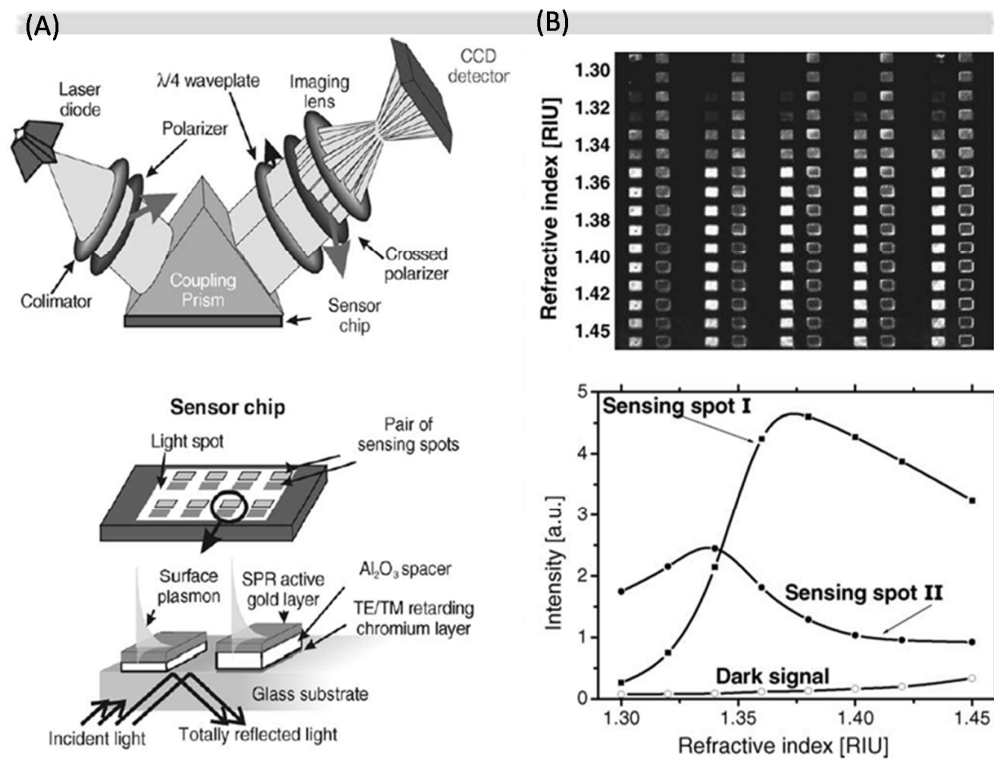 (A)
(B)
Laser
diode
Polarizer
λ/4 waveplate
Imaging
lens
CCD
detector
Colimator
Coupling
Prism
Crossed
polarizer
Sensor
chip
Sensor chip
Light spot
Pair of
sensing spots
Surface
plasmon
SPR active
gold layer
Al₂O₃ spacer
TE/TM retarding
chromium layer
Glass substrate
Incident light
Totally reflected light
Refractive index [RIU]
1.30
1.32
1.34
1.36
1.38
1.40
1.42
1.45
Intensity [a.u.]
5
4
3
2
1
0
Sensing spot I
Sensing spot II
Dark signal
1.30
1.35
1.40
1.45
Refractive index [RIU]